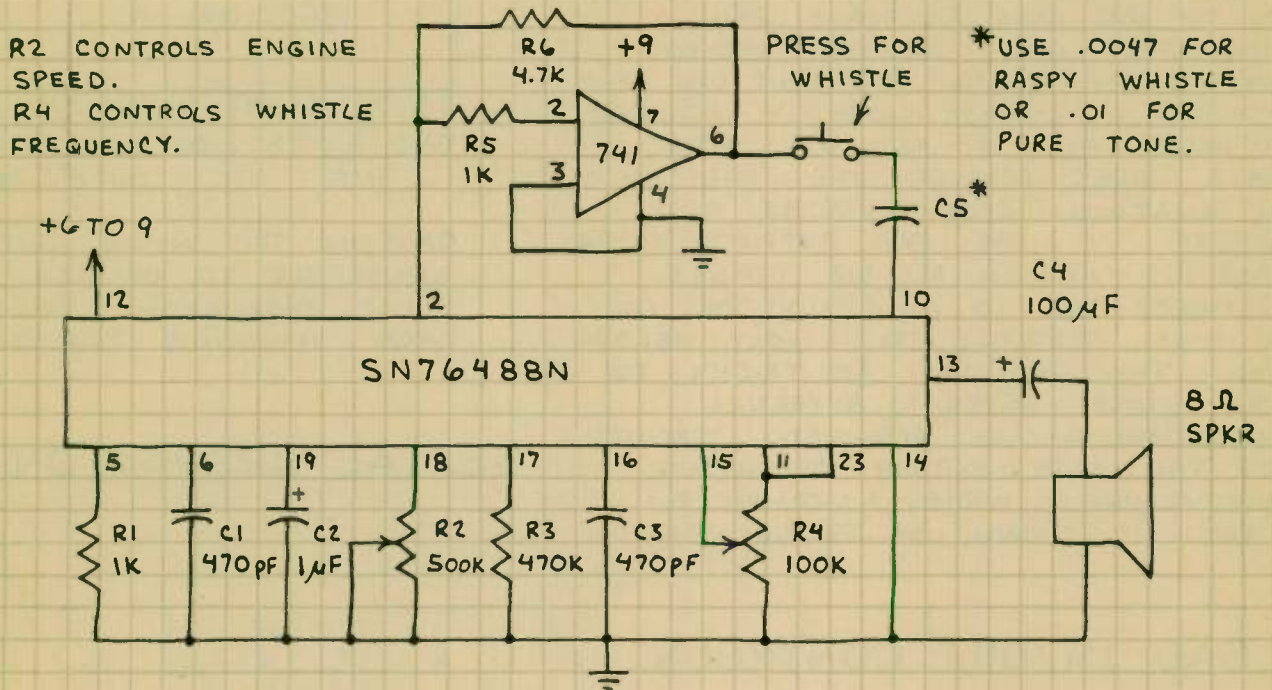 R2 CONTROLS ENGINE
SPEED.
R4 CONTROLS WHISTLE
FREQUENCY.
R6
4.7K
+9
PRESS FOR
WHISTLE
*USE .0047 FOR
RASPY WHISTLE
OR .01 FOR
PURE TONE.
R5
1K
2
3
741
7
4
6
C5*
+6 TO 9
12
2
10
C4
100µF
SN76488N
13
+
8 Ω
SPKR
5
6
19
18
17
16
15
11
23
14
R1
1K
C1
470pF
+
C2
1µF
R2
500K
R3
470K
C3
470pF
R4
100K